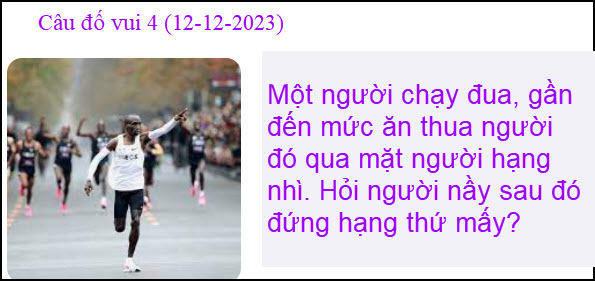 Câu đố vui 4 (12-12-2023)
Một người chạy đua, gần
đến mức ăn thua người
đó qua mặt người hạng
nhì. Hỏi người nầy sau đó
đứng hạng thứ mấy?